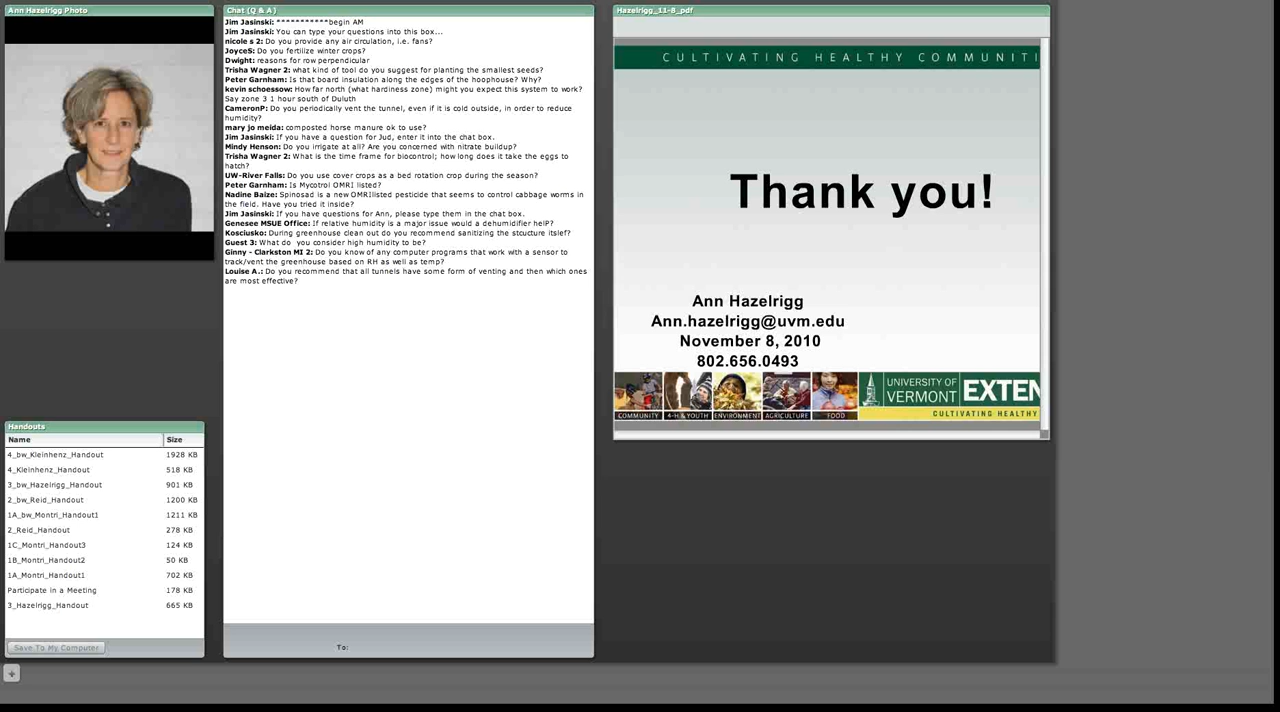 Ann Hazelrigg Photo
Chat (Q & A)
Jim Jasinski: ***********begin AM
Jim Jasinski: You can type your questions into this box...
nicole s 2: Do you provide any air circulation, i.e. fans?
JoyceS: Do you fertilize winter crops?
Dwight: reasons for row perpendicular
Trisha Wagner 2: what kind of tool do you suggest for planting the smallest seeds?
Peter Garnham: Is that board insulation along the edges of the hoophouse? Why?
kevin schoessow: How far north (what hardiness zone) might you expect this system to work?
Say zone 3 1 hour south of Duluth
CameronP: Do you periodically vent the tunnel, even if it is cold outside, in order to reduce
humidity?
mary jo meida: composted horse manure ok to use?
Jim Jasinski: If you have a question for Jud, enter it into the chat box.
Mindy Henson: Do you irrigate at all? Are you concerned with nitrate buildup?
Trisha Wagner 2: What is the time frame for biocontrol; how long does it take the eggs to
hatch?
UW-River Falls: Do you use cover crops as a bed rotation crop during the season?
Peter Garnham: Is Mycotrol OMRI listed?
Nadine Baize: Spinosad is a new OMRIlisted pesticide that seems to control cabbage worms in
the field. Have you tried it inside?
Jim Jasinski: If you have questions for Ann, please type them in the chat box.
Genesee MSUE Office: If relative humidity is a major issue would a dehumidifier helP?
Kosciusko: During greenhouse clean out do you recommend sanitizing the stcucture itslef?
Guest 3: What do  you consider high humidity to be?
Ginny - Clarkston MI 2: Do you know of any computer programs that work with a sensor to
track/vent the greenhouse based on RH as well as temp?
Louise A.: Do you recommend that all tunnels have some form of venting and then which ones
are most effective?
To:
Hazelrigg_11-8_pdf
CULTIVATING HEALTHY COMMUNITI
Thank you!
Ann Hazelrigg
Ann.hazelrigg@uvm.edu
November 8, 2010
802.656.0493
COMMUNITY 4-H & YOUTH ENVIRONMENT AGRICULTURE FOOD
UNIVERSITY OF
VERMONT
EXTEN
CULTIVATING HEALTHY
Handouts
Name Size
4_bw_Kleinhenz_Handout 1928 KB
4_Kleinhenz_Handout 518 KB
3_bw_Hazelrigg_Handout 901 KB
2_bw_Reid_Handout 1200 KB
1A_bw_Montri_Handout1 1211 KB
2_Reid_Handout 278 KB
1C_Montri_Handout3 124 KB
1B_Montri_Handout2 50 KB
1A_Montri_Handout1 702 KB
Participate in a Meeting 178 KB
3_Hazelrigg_Handout 665 KB
Save To My Computer